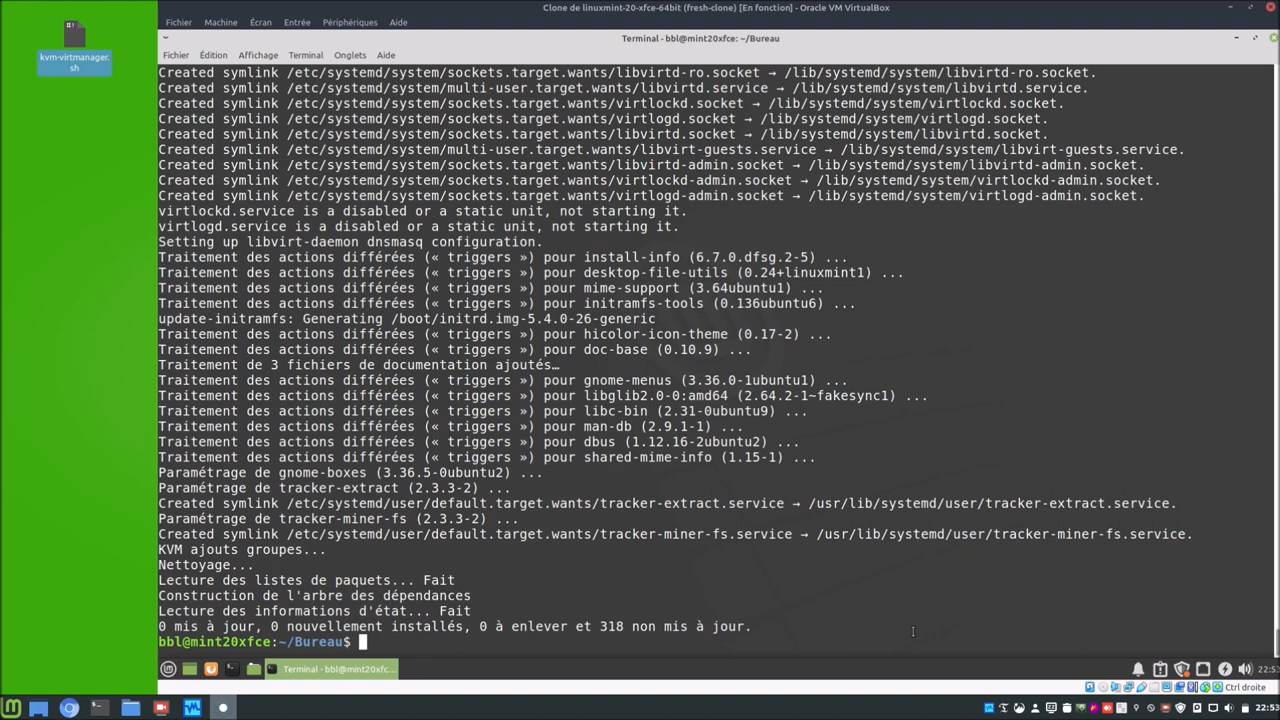 Clone de linuxmint-20-xfce-64bit (fresh-clone) [En fonction] - Oracle VM VirtualBox
Fichier Machine Écran Entrée Périphériques Aide
kvm-virtmanager.
sh
Terminal - bbl@mint20xfce: ~/Bureau
Fichier Édition Affichage Terminal Onglets Aide
Created symlink /etc/systemd/system/sockets.target.wants/libvirtd-ro.socket → /lib/systemd/system/libvirtd-ro.socket.
Created symlink /etc/systemd/system/multi-user.target.wants/libvirtd.service → /lib/systemd/system/libvirtd.service.
Created symlink /etc/systemd/system/sockets.target.wants/virtlockd.socket → /lib/systemd/system/virtlockd.socket.
Created symlink /etc/systemd/system/sockets.target.wants/virtlogd.socket → /lib/systemd/system/virtlogd.socket.
Created symlink /etc/systemd/system/sockets.target.wants/libvirtd.socket → /lib/systemd/system/libvirtd.socket.
Created symlink /etc/systemd/system/multi-user.target.wants/libvirt-guests.service → /lib/systemd/system/libvirt-guests.service.
Created symlink /etc/systemd/system/sockets.target.wants/libvirtd-admin.socket → /lib/systemd/system/libvirtd-admin.socket.
Created symlink /etc/systemd/system/sockets.target.wants/virtlockd-admin.socket → /lib/systemd/system/virtlockd-admin.socket.
Created symlink /etc/systemd/system/sockets.target.wants/virtlogd-admin.socket → /lib/systemd/system/virtlogd-admin.socket.
virtlockd.service is a disabled or a static unit, not starting it.
virtlogd.service is a disabled or a static unit, not starting it.
Setting up libvirt-daemon dnsmasq configuration.
Traitement des actions différées (« triggers ») pour install-info (6.7.0.dfsg.2-5) ...
Traitement des actions différées (« triggers ») pour desktop-file-utils (0.24+linuxmint1) ...
Traitement des actions différées (« triggers ») pour mime-support (3.64ubuntu1) ...
Traitement des actions différées (« triggers ») pour initramfs-tools (0.136ubuntu6) ...
update-initramfs: Generating /boot/initrd.img-5.4.0-26-generic
Traitement des actions différées (« triggers ») pour hicolor-icon-theme (0.17-2) ...
Traitement des actions différées (« triggers ») pour doc-base (0.10.9) ...
Traitement de 3 fichiers de documentation ajoutés…
Traitement des actions différées (« triggers ») pour gnome-menus (3.36.0-1ubuntu1) ...
Traitement des actions différées (« triggers ») pour libglib2.0-0:amd64 (2.64.2-1~fakesync1) ...
Traitement des actions différées (« triggers ») pour libc-bin (2.31-0ubuntu9) ...
Traitement des actions différées (« triggers ») pour man-db (2.9.1-1) ...
Traitement des actions différées (« triggers ») pour dbus (1.12.16-2ubuntu2) ...
Traitement des actions différées (« triggers ») pour shared-mime-info (1.15-1) ...
Paramétrage de gnome-boxes (3.36.5-0ubuntu2) ...
Paramétrage de tracker-extract (2.3.3-2) ...
Created symlink /etc/systemd/user/default.target.wants/tracker-extract.service → /usr/lib/systemd/user/tracker-extract.service.
Paramétrage de tracker-miner-fs (2.3.3-2) ...
Created symlink /etc/systemd/user/default.target.wants/tracker-miner-fs.service → /usr/lib/systemd/user/tracker-miner-fs.service.
KVM ajouts groupes...
Nettoyage...
Lecture des listes de paquets... Fait
Construction de l'arbre des dépendances
Lecture des informations d'état... Fait
0 mis à jour, 0 nouvellement installés, 0 à enlever et 318 non mis à jour.
bbl@mint20xfce:~/Bureau$
Terminal - bbl@mint20xfc... 22:53
Ctrl droite
22:53